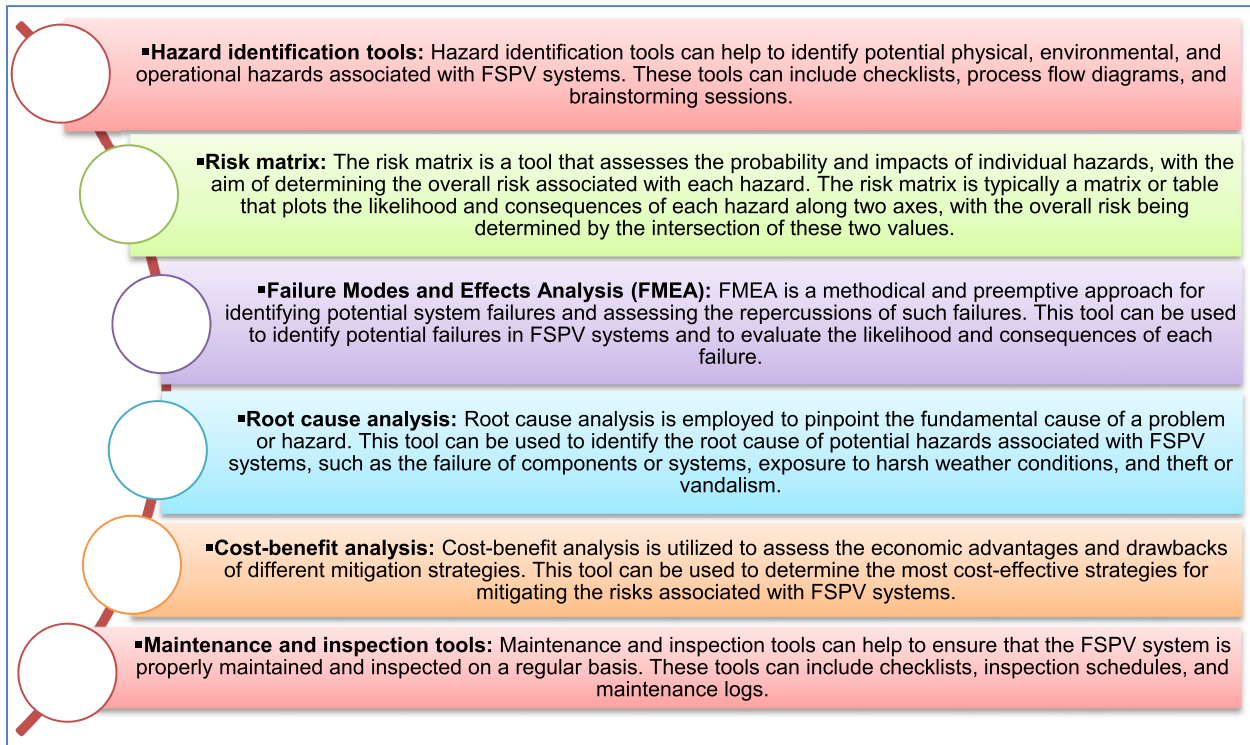 ▪Hazard identification tools: Hazard identification tools can help to identify potential physical, environmental, and
operational hazards associated with FSPV systems. These tools can include checklists, process flow diagrams, and
brainstorming sessions.
▪Risk matrix: The risk matrix is a tool that assesses the probability and impacts of individual hazards, with the
aim of determining the overall risk associated with each hazard. The risk matrix is typically a matrix or table
that plots the likelihood and consequences of each hazard along two axes, with the overall risk being
determined by the intersection of these two values.
▪Failure Modes and Effects Analysis (FMEA): FMEA is a methodical and preemptive approach for
identifying potential system failures and assessing the repercussions of such failures. This tool can be used
to identify potential failures in FSPV systems and to evaluate the likelihood and consequences of each
failure.
▪Root cause analysis: Root cause analysis is employed to pinpoint the fundamental cause of a problem
or hazard. This tool can be used to identify the root cause of potential hazards associated with FSPV
systems, such as the failure of components or systems, exposure to harsh weather conditions, and theft or
vandalism.
▪Cost-benefit analysis: Cost-benefit analysis is utilized to assess the economic advantages and drawbacks
of different mitigation strategies. This tool can be used to determine the most cost-effective strategies for
mitigating the risks associated with FSPV systems.
▪Maintenance and inspection tools: Maintenance and inspection tools can help to ensure that the FSPV system is
properly maintained and inspected on a regular basis. These tools can include checklists, inspection schedules, and
maintenance logs.